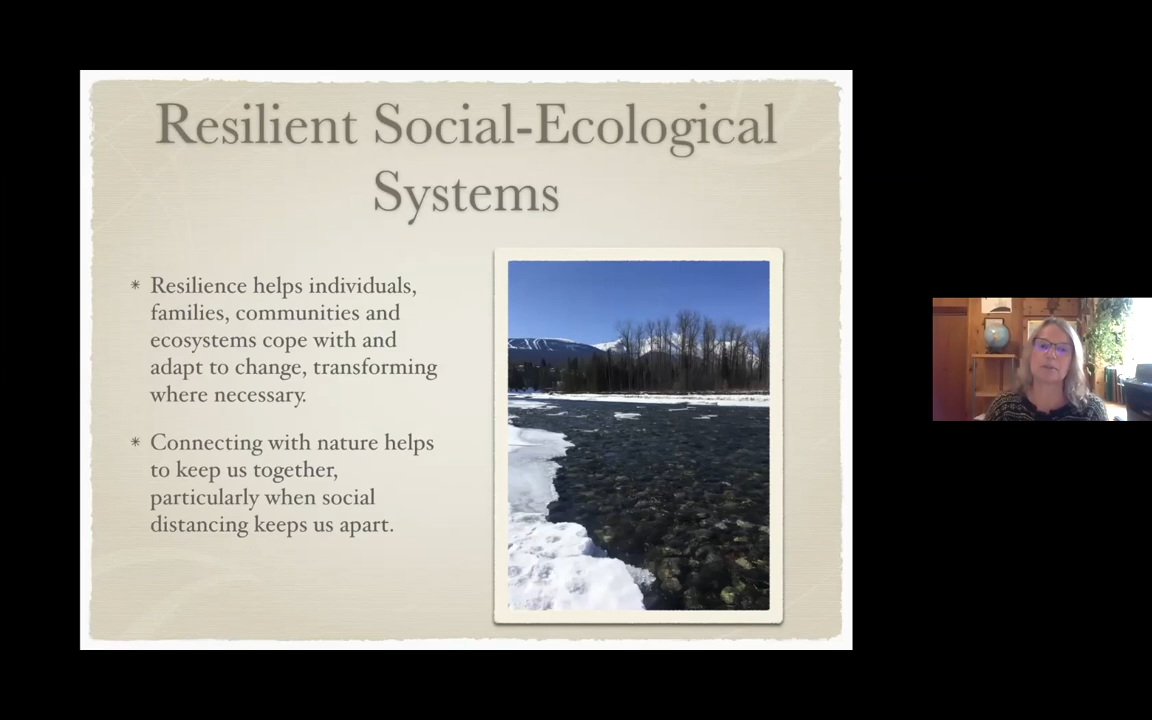 Resilient Social-Ecological
Systems
* Resilience helps individuals,
families, communities and
ecosystems cope with and
adapt to change, transforming
where necessary.
* Connecting with nature helps
to keep us together,
particularly when social
distancing keeps us apart.